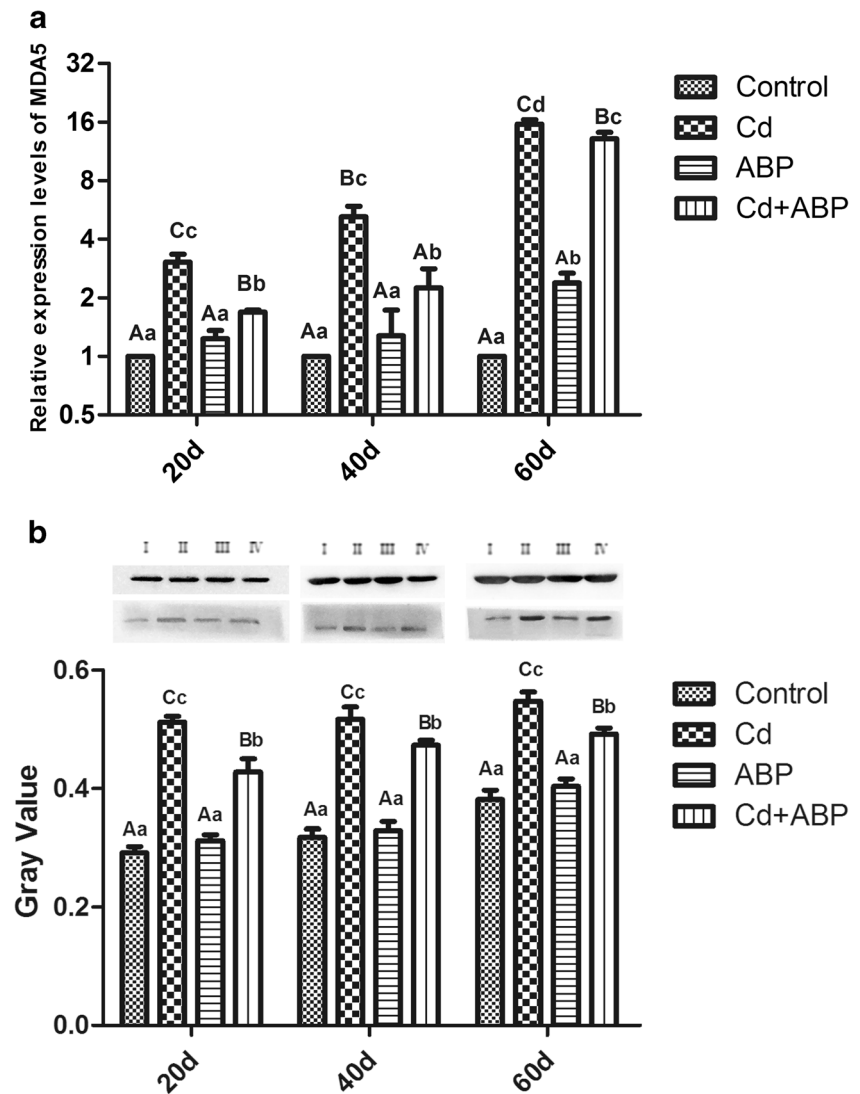 a
Relative expression levels of MDA5
32
16
8
4
2
1
0.5
Aa Cc Aa Bb
Aa Bc Aa Ab
Aa Cd Ab Bc
20d 40d 60d
Control
Cd
ABP
Cd+ABP
b
I II III IV
I II III IV
I II III IV
Gray Value
0.6
0.4
0.2
0.0
Aa Cc Aa Bb
Aa Cc Aa Bb
Aa Cc Aa Bb
20d 40d 60d
Control
Cd
ABP
Cd+ABP